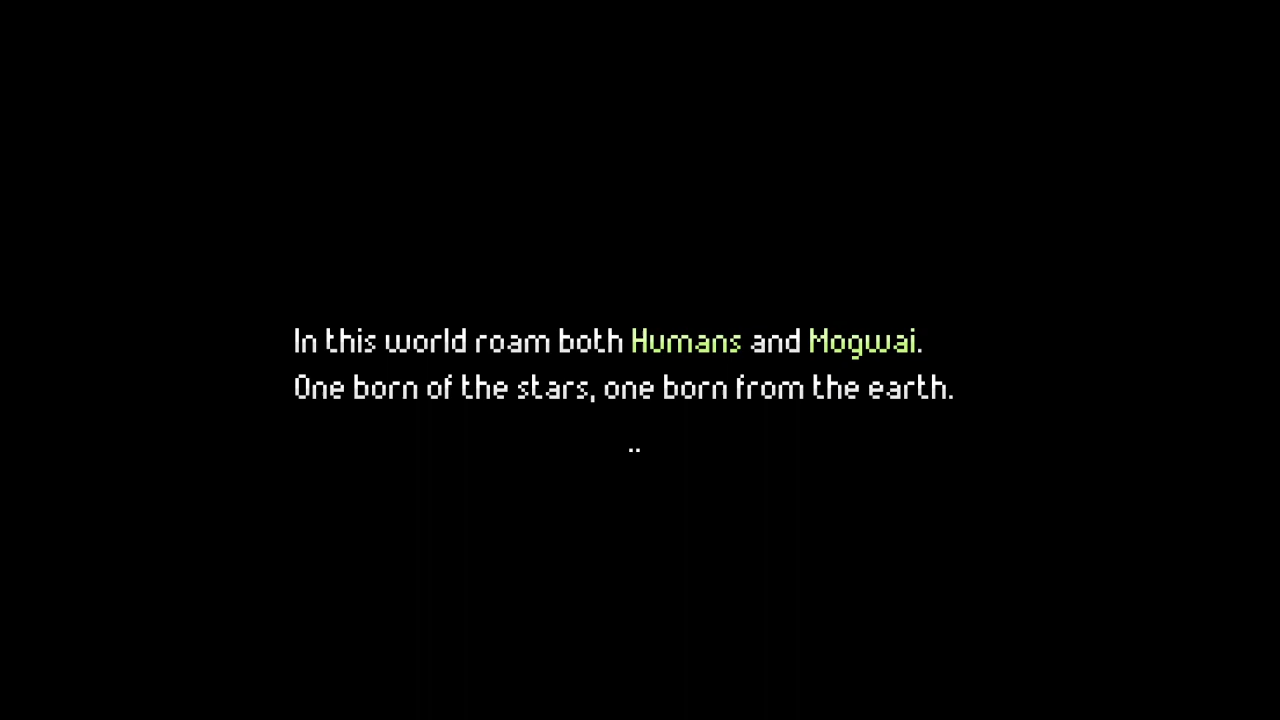 In this world roam both Humans and Mogwai.
One born of the stars, one born from the earth.
..